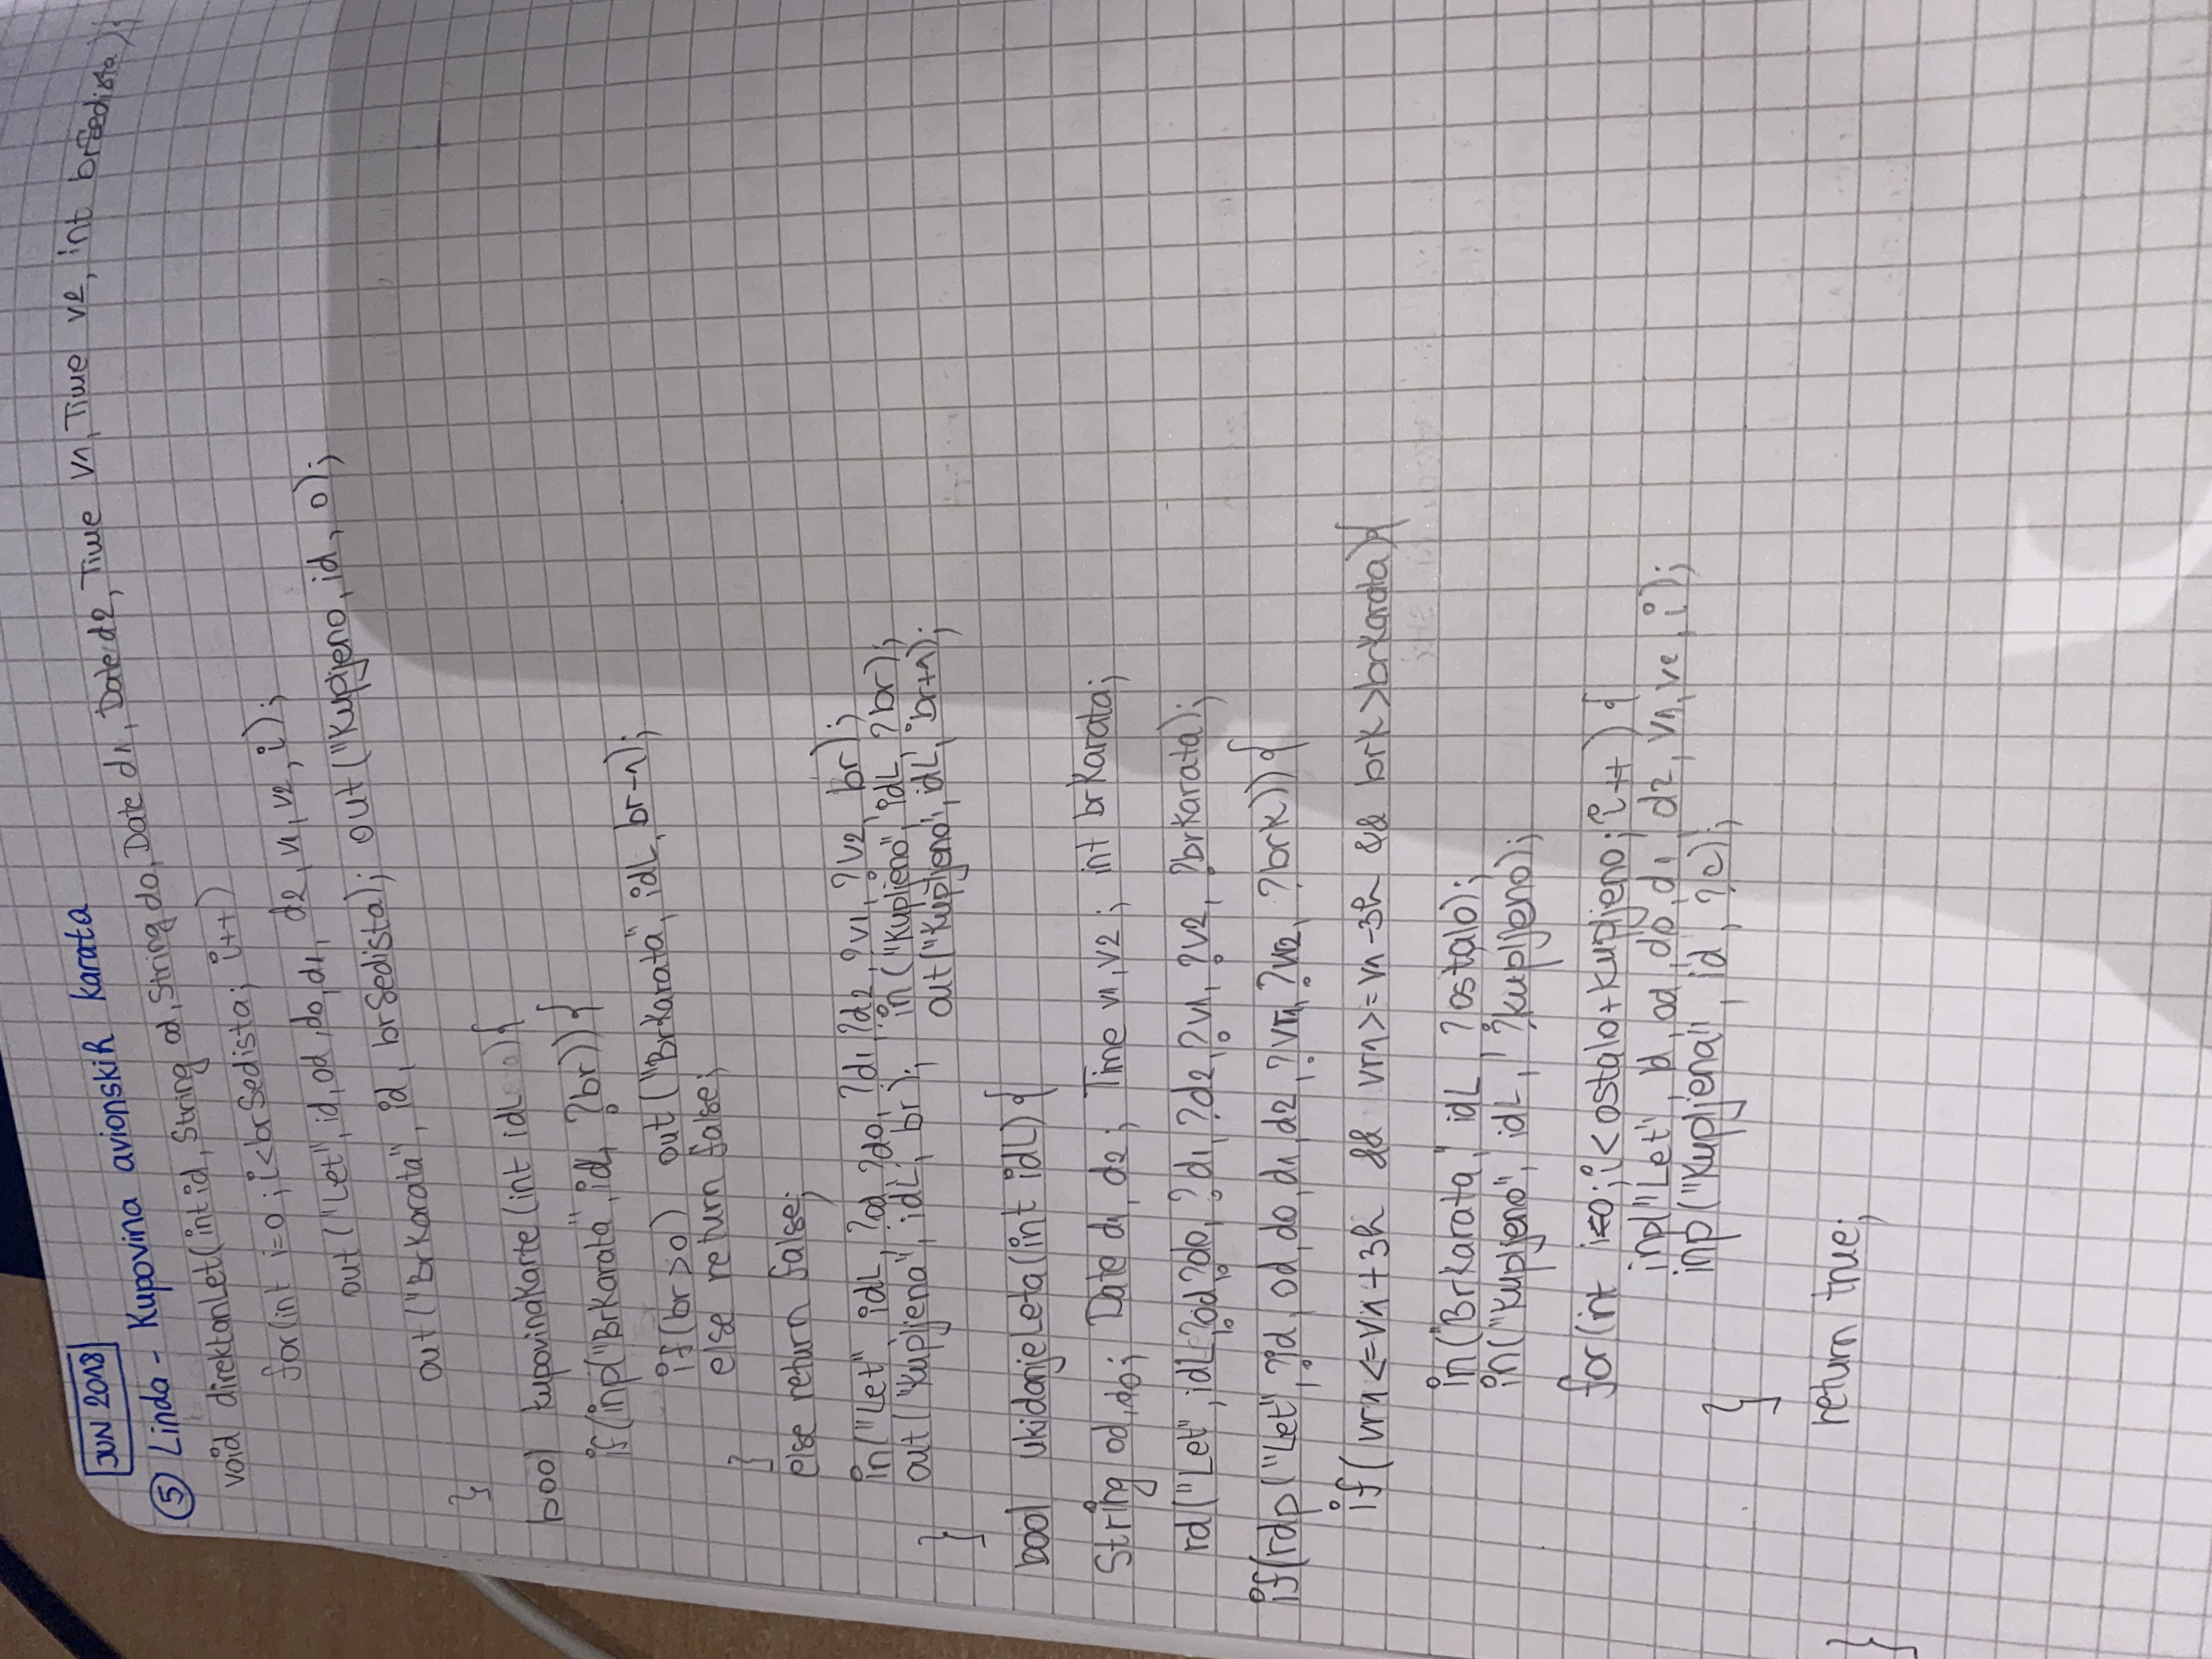 JUN 2018
5 Linda - Kupovina avionskih karata
void direktanLet(int id, String od, String do, Date d1, Date d2, Time v1, Time v2, int brSedista){
for(int i=0; i<brSedista; i++)
out("Let", id, od, do, d1, d2, v1, v2, i);
out("BrKarata", id, brSedista); out("Kupljeno, id, 0);
}
bool kupovinaKarte(int idL){
if(inp("BrKarata", idL, ?br)){
if(br>0) out("BrKarata", idL, br-1);
else return false;
}
else return false;
in("Let", idL, ?od, ?do, ?d1, ?d2, ?v1, ?v2, br);
out("Kupljena", idL, br); in("Kupljeno", idL, ?br);
} out("Kupljeno", idL, br+1);
bool ukidanjeLeta(int idL){
String od, do; Date d1, d2; Time v1, v2; int brKarata;
rd("Let", idL, ?od, ?do, ?d1, ?d2, ?v1, ?v2, ?brKarata);
if(rdp("Let", ?id, od, do, d1, d2, ?vr1, ?vr2, ?brk)){
if(vr1<=v1+3h && vr1>=v1-3h && brk>brKarata){
in("BrKarata," idL, ?ostalo);
in("Kupljeno", idL, ?kupljeno);
for(int i=0; i<ostalo+kupljeno; i++){
inp("Let", id, od, do, d1, d2, v1, v2, i);
inp("Kupljena", id, ?c);
}
return true;
}